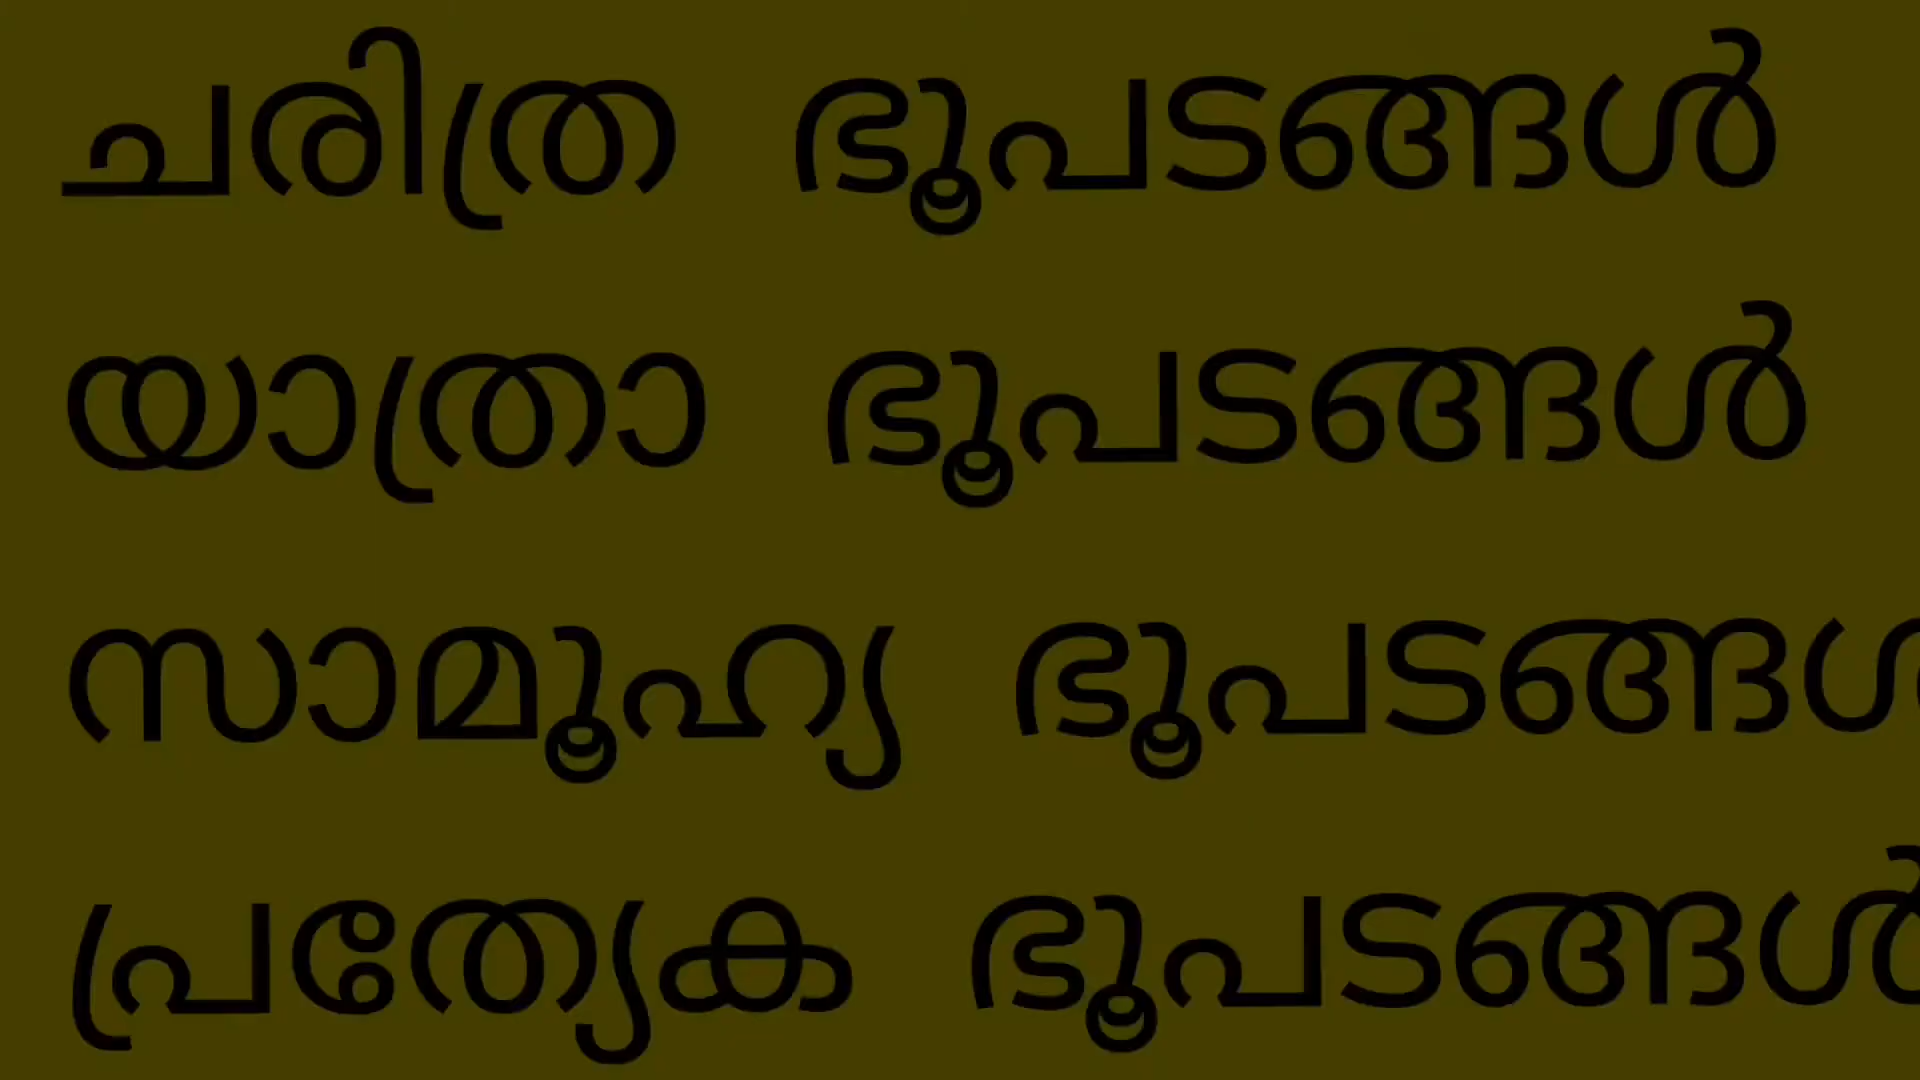 ചരിത്ര ഭൂപടങ്ങൾ
യാത്രാ ഭൂപടങ്ങൾ
സാമൂഹ്യ ഭൂപടങ്ങൾ
പ്രത്യേക ഭൂപടങ്ങൾ